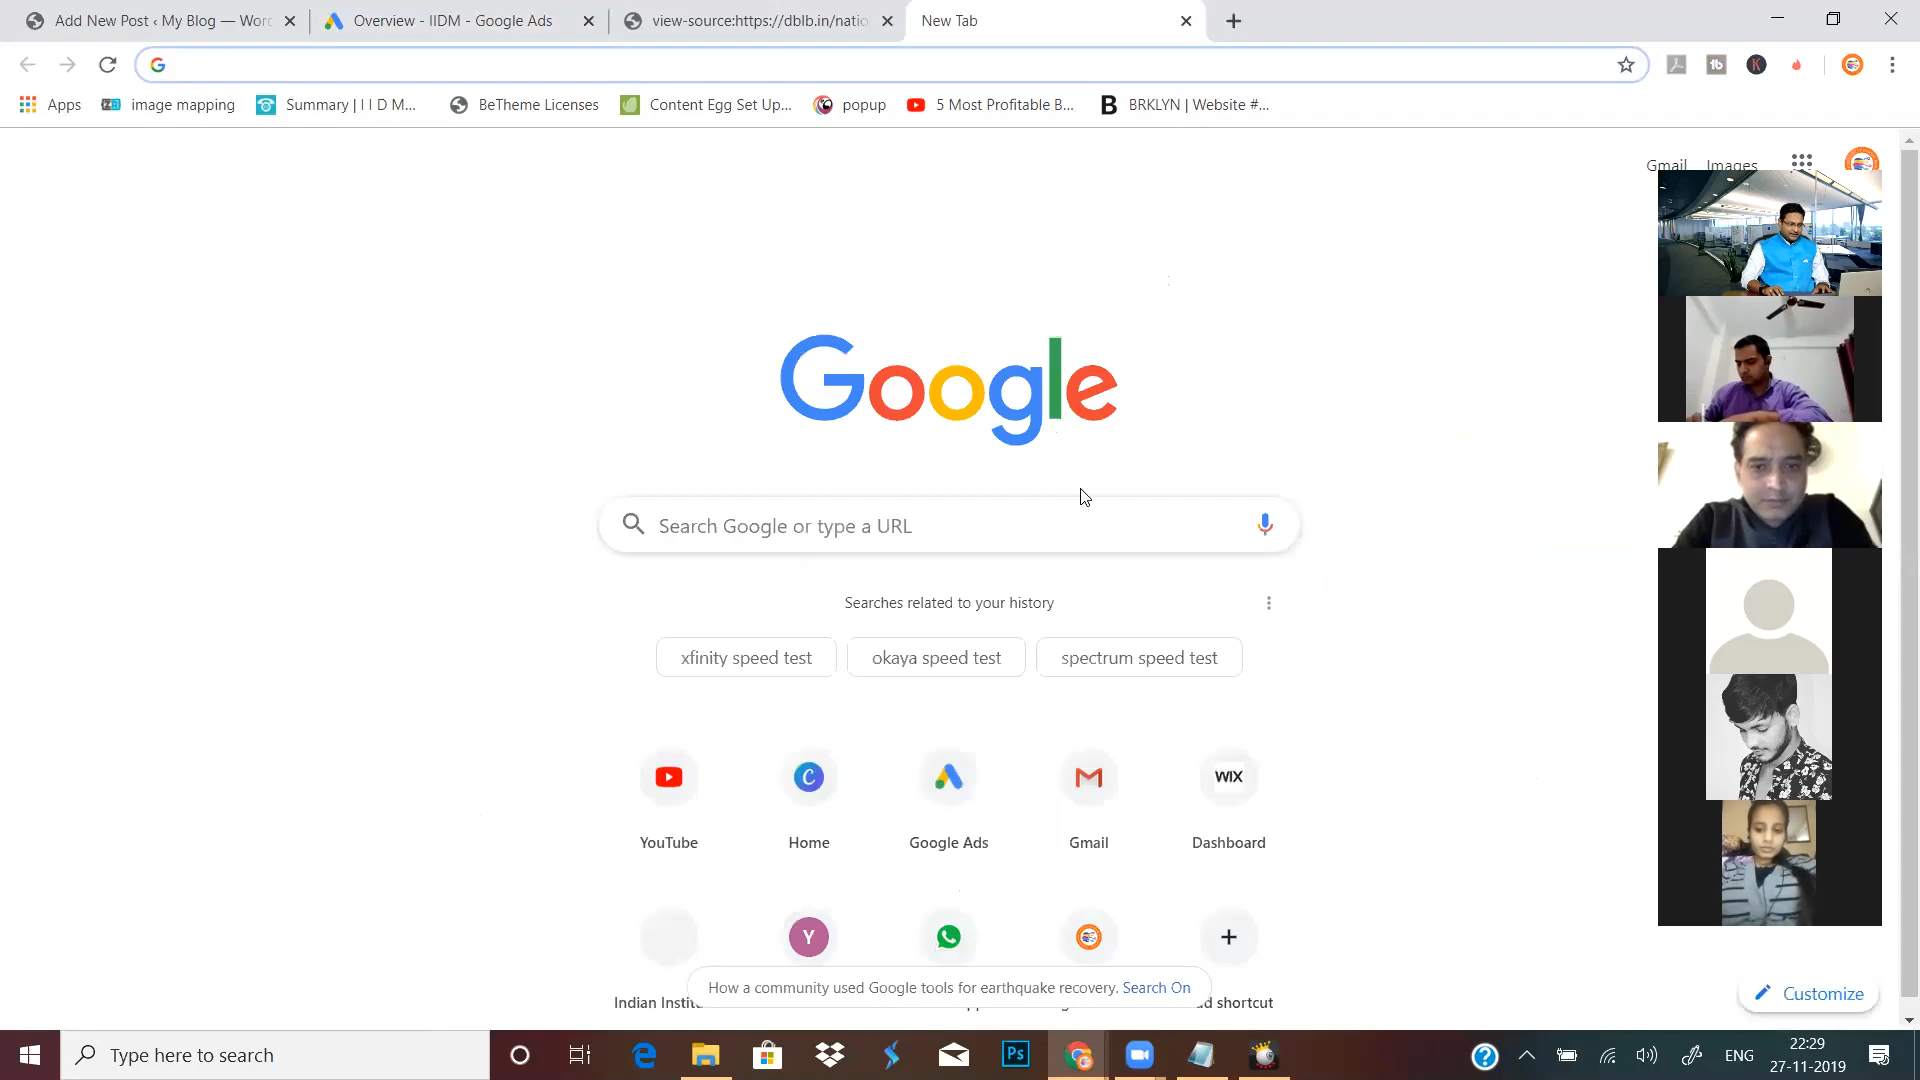 Add New Post ‹ My Blog — Word
Overview - IIDM - Google Ads
view-source:https://dblb.in/natio
New Tab
Apps
image mapping
Summary | I I D M...
BeTheme Licenses
Content Egg Set Up...
popup
5 Most Profitable B...
B
BRKLYN | Website #...
Gmail
Images
Google
Search Google or type a URL
Searches related to your history
xfinity speed test
okaya speed test
spectrum speed test
WIX
YouTube
Home
Google Ads
Gmail
Dashboard
Y
How a community used Google tools for earthquake recovery. Search On
Indian Institu
d shortcut
Customize
Type here to search
Ps
ENG
22:29
27-11-2019